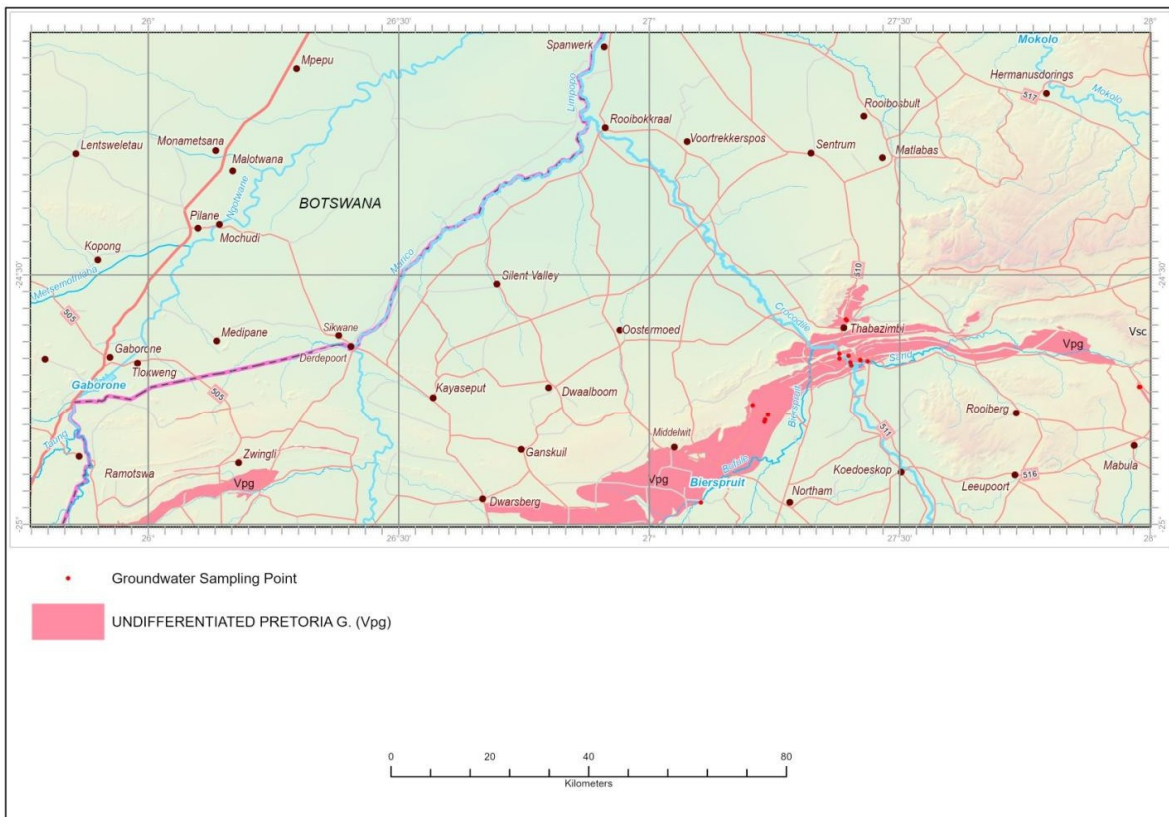 26°
26°30'
27°
27°30'
28°
Spanwerk
Mokolo
Mpepu
Limpopo
Hermanusdorings
517
Mokolo
Rooibosbult
Rooibokkraal
Lentsweletau
Monametsana
Voortrekkerspos
Sentrum
Matlabas
Malotwana
Ngotwane
BOTSWANA
Pilane
Mochudi
Kopong
Marico
Metsemotlhaba
-24°30'
-24°30'
Silent Valley
510
505
Crocodile
Medipane
Sikwane
Oostermoed
Thabazimbi
Vsc
Gaborone
Derdepoort
Vpg
Tlokweng
Sand
Gaborone
505
Kayaseput
Dwaalboom
Bierspruit
Rooiberg
Taung
Middelwit
511
Ramotswa
Zwingli
Ganskuil
Koedoeskop
Mabula
Vpg
Vpg
Bierspruit
516
Leeupoort
Dwarsberg
Northam
-25°
-25°
26°
26°30'
27°
27°30'
28°
Groundwater Sampling Point
UNDIFFERENTIATED PRETORIA G. (Vpg)
0 20 40 80
Kilometers